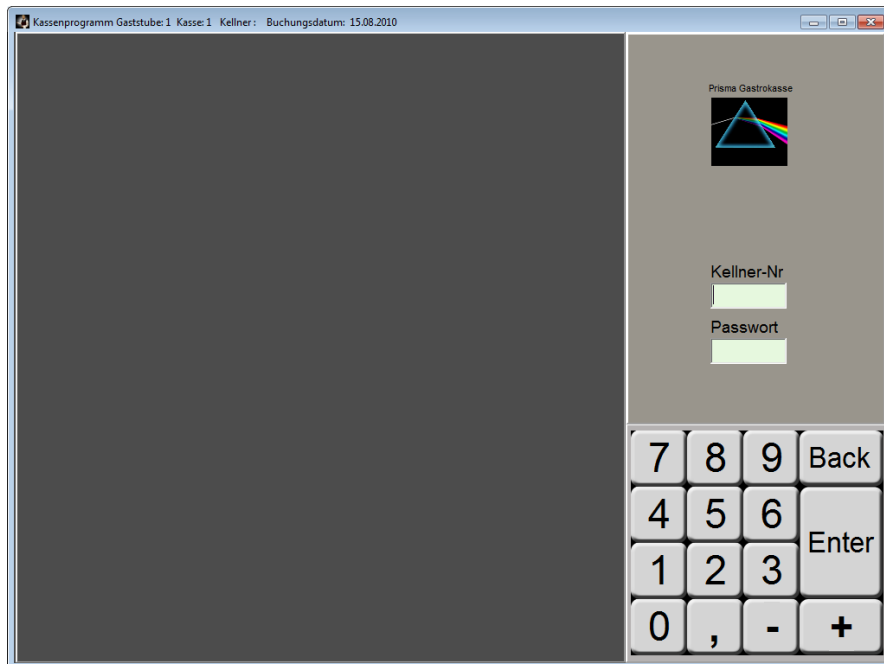 Kassenprogramm Gaststube: 1 Kasse: 1 Kellner : Buchungsdatum: 15.08.2010
Prisma Gastrokasse
Kellner-Nr
Passwort
7 8 9 Back
4 5 6
Enter
1 2 3
0 , - +